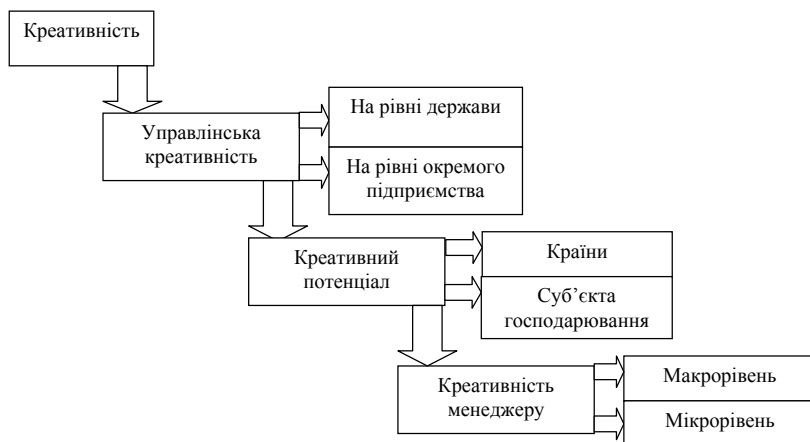 Креативність
На рівні держави
Управлінська
креативність
На рівні окремого
підприємства
Креативний
потенціал
Країни
Суб’єкта
господарювання
Креативність
менеджеру
Макрорівень
Мікрорівень